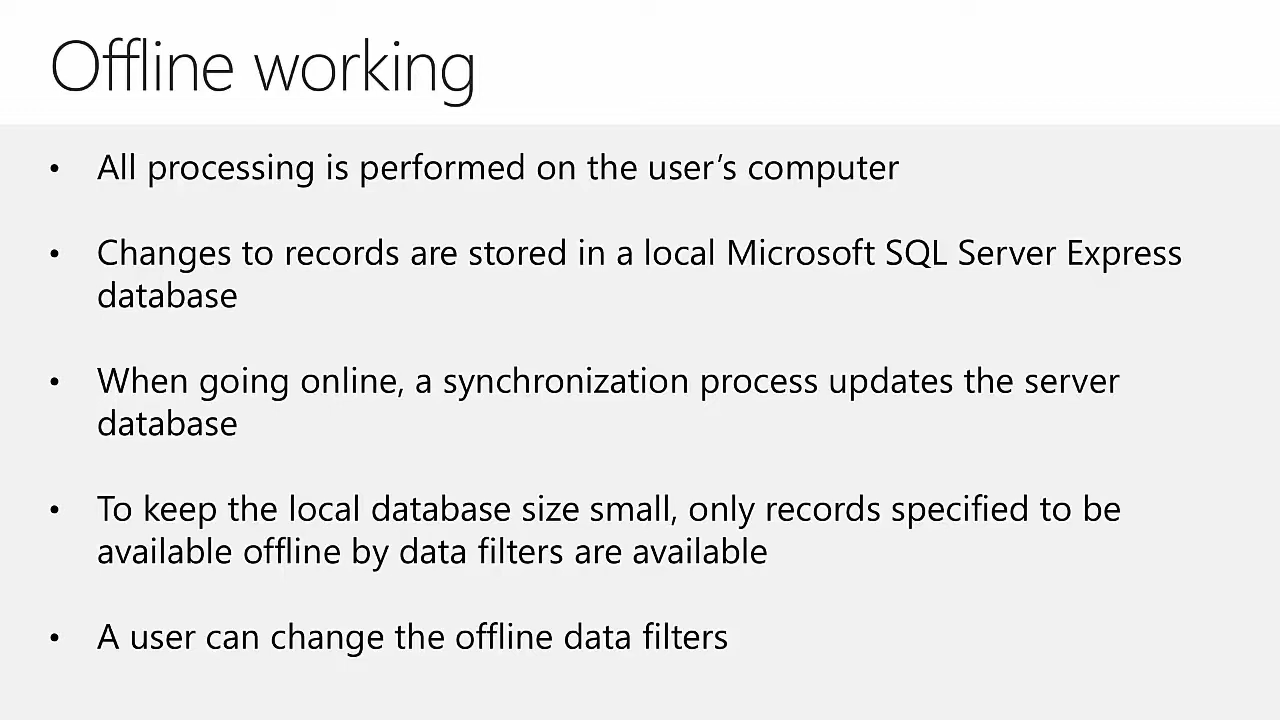 Offline working
• All processing is performed on the user’s computer
• Changes to records are stored in a local Microsoft SQL Server Express
database
• When going online, a synchronization process updates the server
database
• To keep the local database size small, only records specified to be
available offline by data filters are available
• A user can change the offline data filters